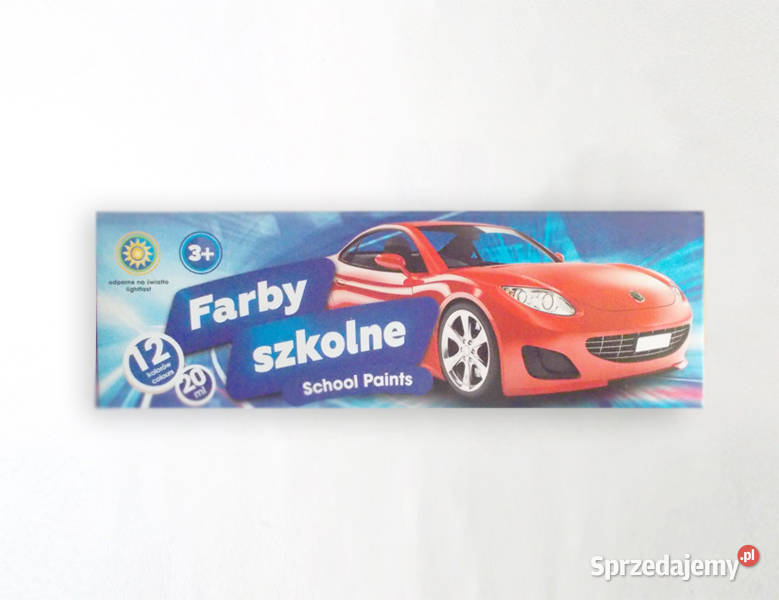 odporne na światło
lightfast
3+
Farby
szkolne
School Paints
12
kolorów
colours
20
ml
Sprzedajemy.pl